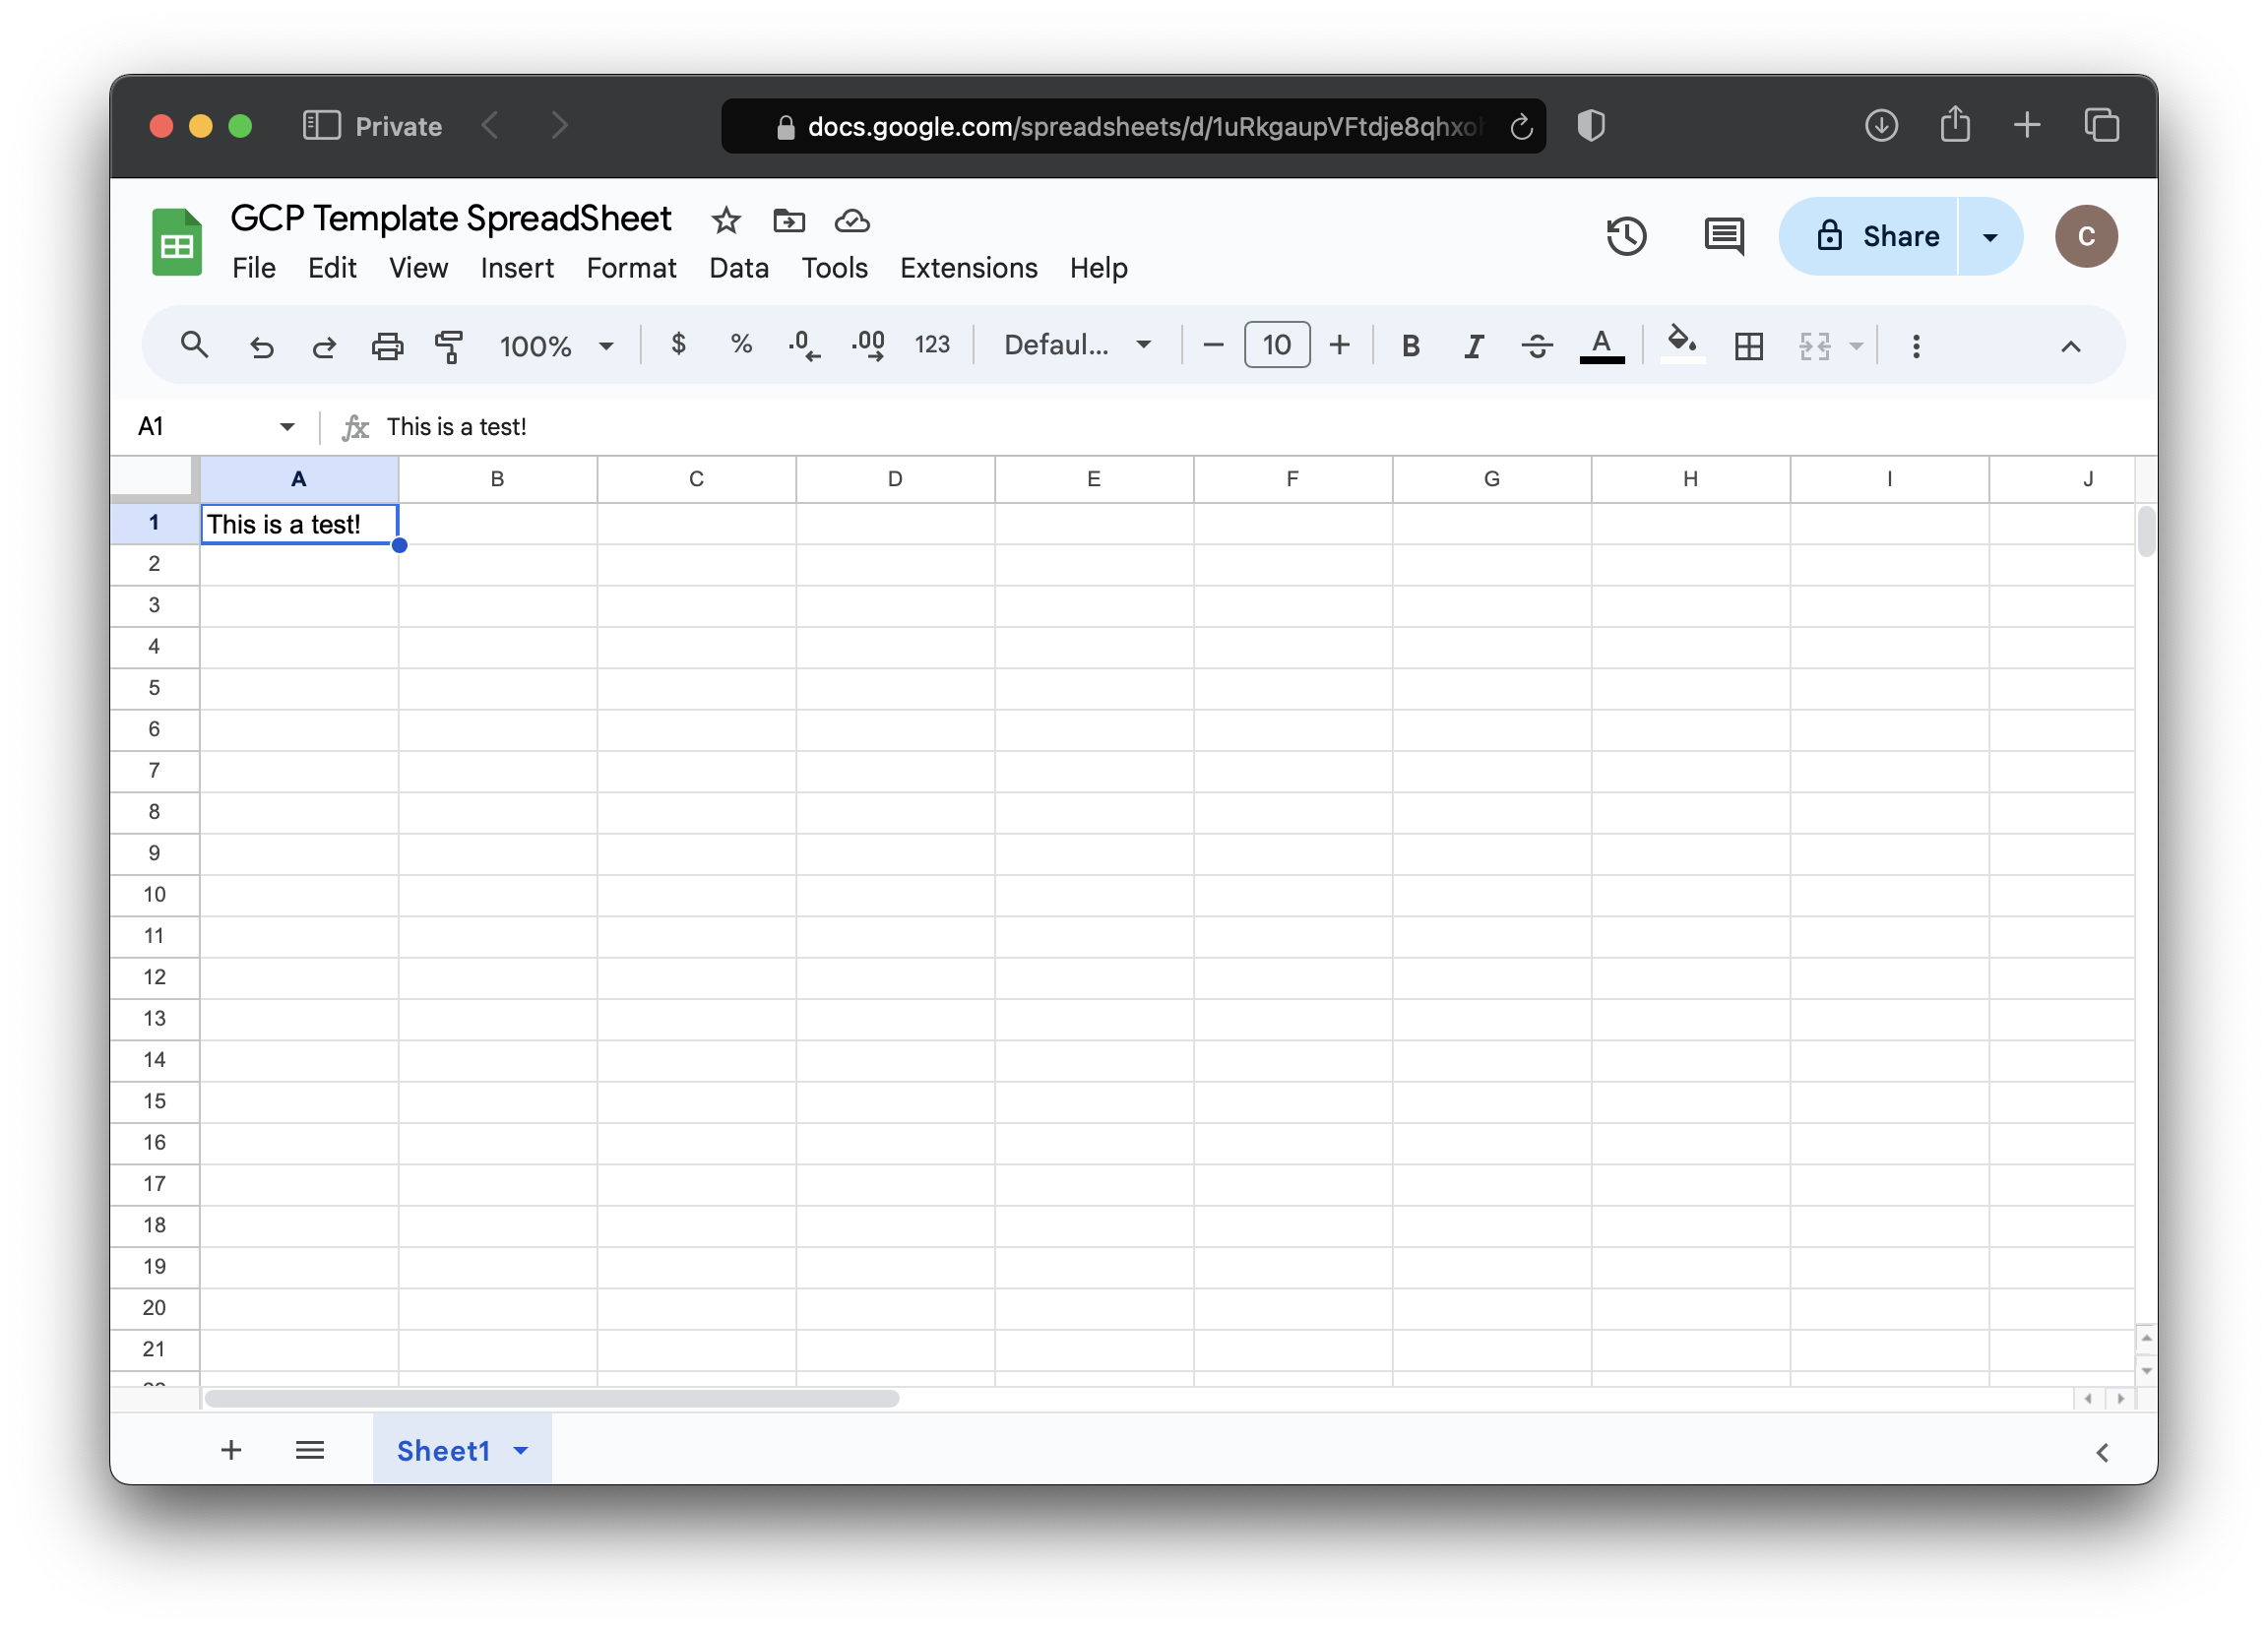 Private
docs.google.com/spreadsheets/d/1uRkgaupVFtdje8qhxo
GCP Template SpreadSheet
File Edit View Insert Format Data Tools Extensions Help
Share
C
100% $ % .0 .00 123 Defaul... 10 B I S A
A1 fx This is a test!
A B C D E F G H I J
1 This is a test!
2
3
4
5
6
7
8
9
10
11
12
13
14
15
16
17
18
19
20
21
Sheet1